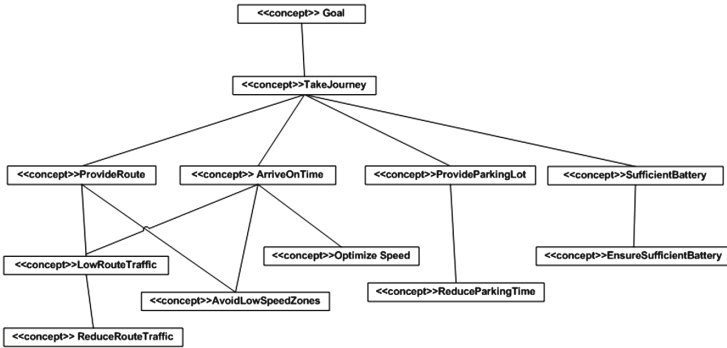 <<concept>> Goal
<<concept>>TakeJourney
<<concept>>ProvideRoute
<<concept>> ArriveOnTime
<<concept>>ProvideParkingLot
<<concept>>SufficientBattery
<<concept>>LowRouteTraffic
<<concept>>Optimize Speed
<<concept>>EnsureSufficientBattery
<<concept>>AvoidLowSpeedZones
<<concept>>ReduceParkingTime
<<concept>> ReduceRouteTraffic